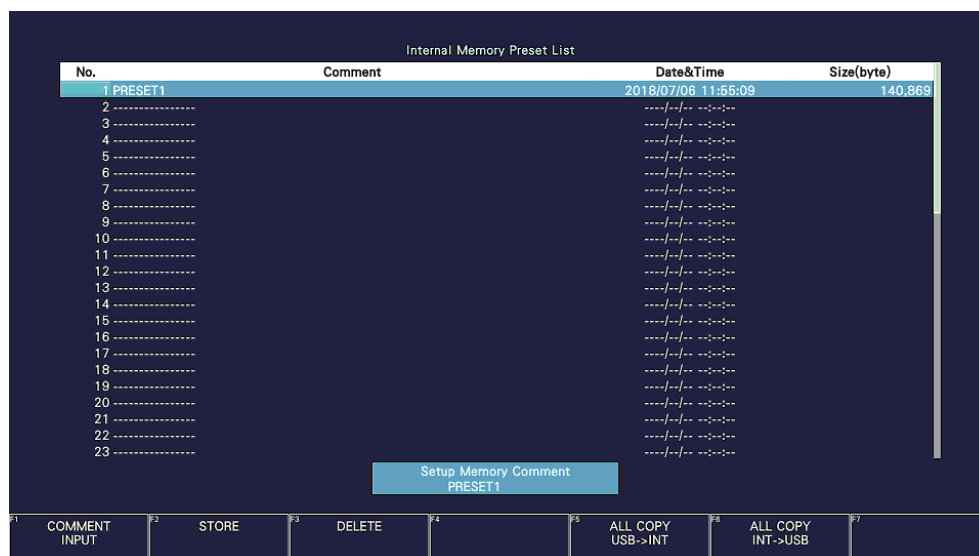 Internal Memory Preset List
No. Comment Date&Time Size(byte)
1 PRESET1 2018/07/06 11:55:09 140,869
2 ---------------- ----/--/-- --:--:--
3 ---------------- ----/--/-- --:--:--
4 ---------------- ----/--/-- --:--:--
5 ---------------- ----/--/-- --:--:--
6 ---------------- ----/--/-- --:--:--
7 ---------------- ----/--/-- --:--:--
8 ---------------- ----/--/-- --:--:--
9 ---------------- ----/--/-- --:--:--
10 ---------------- ----/--/-- --:--:--
11 ---------------- ----/--/-- --:--:--
12 ---------------- ----/--/-- --:--:--
13 ---------------- ----/--/-- --:--:--
14 ---------------- ----/--/-- --:--:--
15 ---------------- ----/--/-- --:--:--
16 ---------------- ----/--/-- --:--:--
17 ---------------- ----/--/-- --:--:--
18 ---------------- ----/--/-- --:--:--
19 ---------------- ----/--/-- --:--:--
20 ---------------- ----/--/-- --:--:--
21 ---------------- ----/--/-- --:--:--
22 ---------------- ----/--/-- --:--:--
23 ---------------- ----/--/-- --:--:--
Setup Memory Comment
PRESET1
F1 COMMENT INPUT
F2 STORE
F3 DELETE
F4
F5 ALL COPY USB->INT
F6 ALL COPY INT->USB
F7